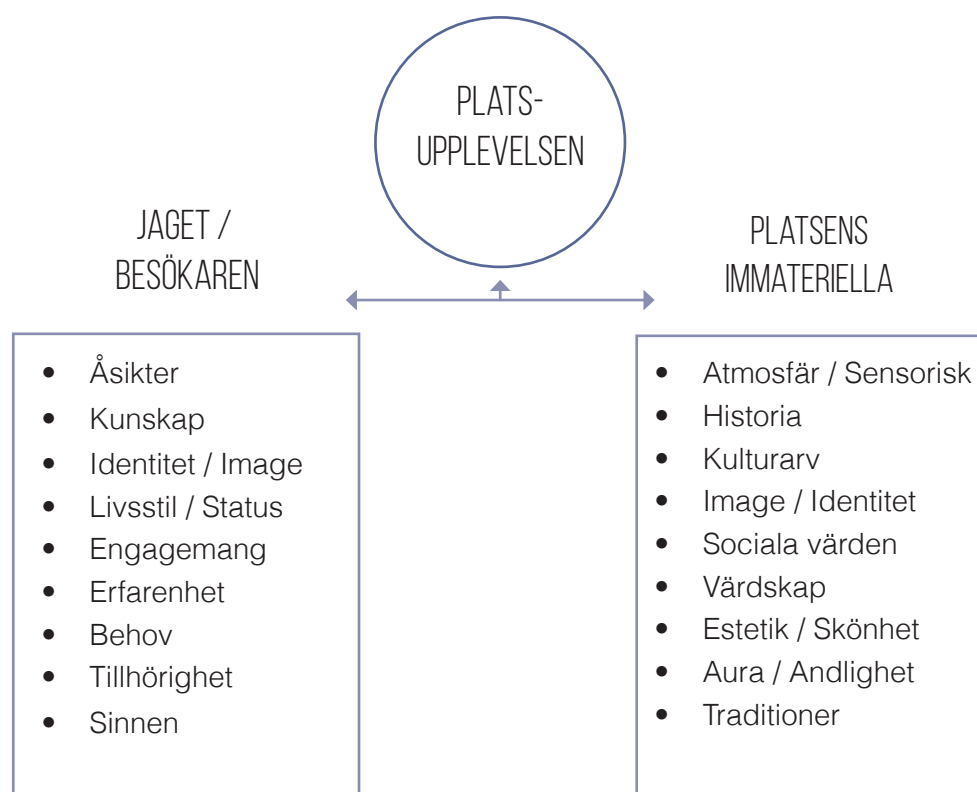 PLATS-
UPPLEVELSEN
JAGET /
BESÖKAREN
• Åsikter
• Kunskap
• Identitet / Image
• Livsstil / Status
• Engagemang
• Erfarenhet
• Behov
• Tillhörighet
• Sinnen
PLATSENS
IMMATERIELLA
• Atmosfär / Sensorisk
• Historia
• Kulturarv
• Image / Identitet
• Sociala värden
• Värdskap
• Estetik / Skönhet
• Aura / Andlighet
• Traditioner